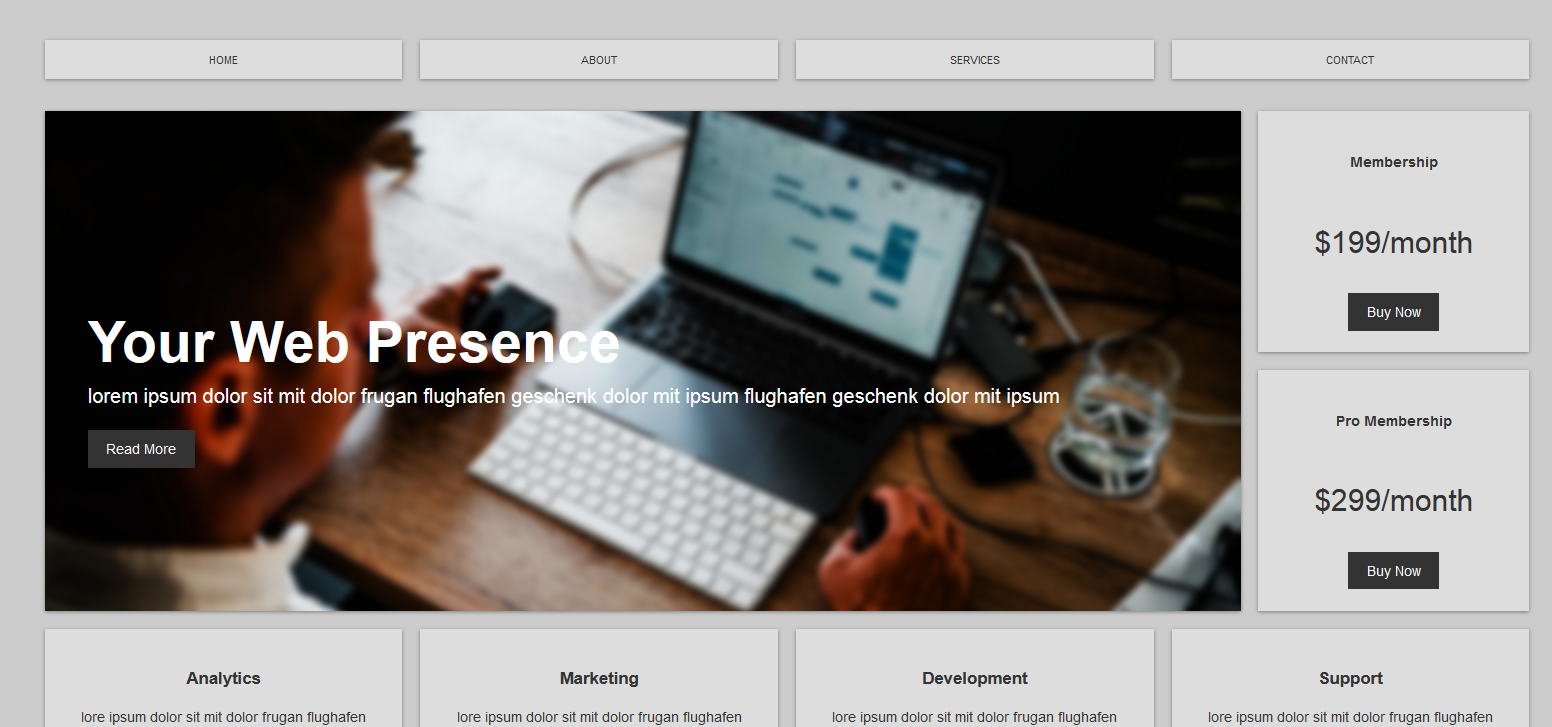 HOME
ABOUT
SERVICES
CONTACT
Your Web Presence
lorem ipsum dolor sit mit dolor frugan flughafen geschenk dolor mit ipsum flughafen geschenk dolor mit ipsum
Read More
Membership
$199/month
Buy Now
Pro Membership
$299/month
Buy Now
Analytics
lore ipsum dolor sit mit dolor frugan flughafen
Marketing
lore ipsum dolor sit mit dolor frugan flughafen
Development
lore ipsum dolor sit mit dolor frugan flughafen
Support
lore ipsum dolor sit mit dolor frugan flughafen